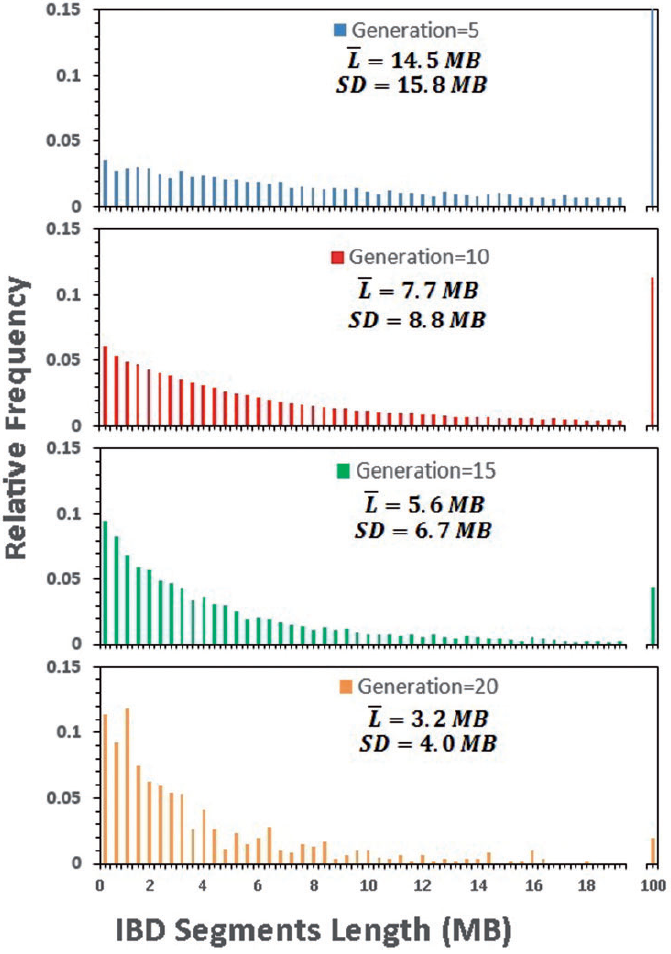 0.15
0.1
0.05
0
Generation=5
L̅ = 14.5 MB
SD = 15.8 MB
0.15
0.1
0.05
0
Generation=10
L̅ = 7.7 MB
SD = 8.8 MB
0.15
0.1
0.05
0
Generation=15
L̅ = 5.6 MB
SD = 6.7 MB
0.15
0.1
0.05
0
Generation=20
L̅ = 3.2 MB
SD = 4.0 MB
0 2 4 6 8 10 12 14 16 18 100
IBD Segments Length (MB)
Relative Frequency